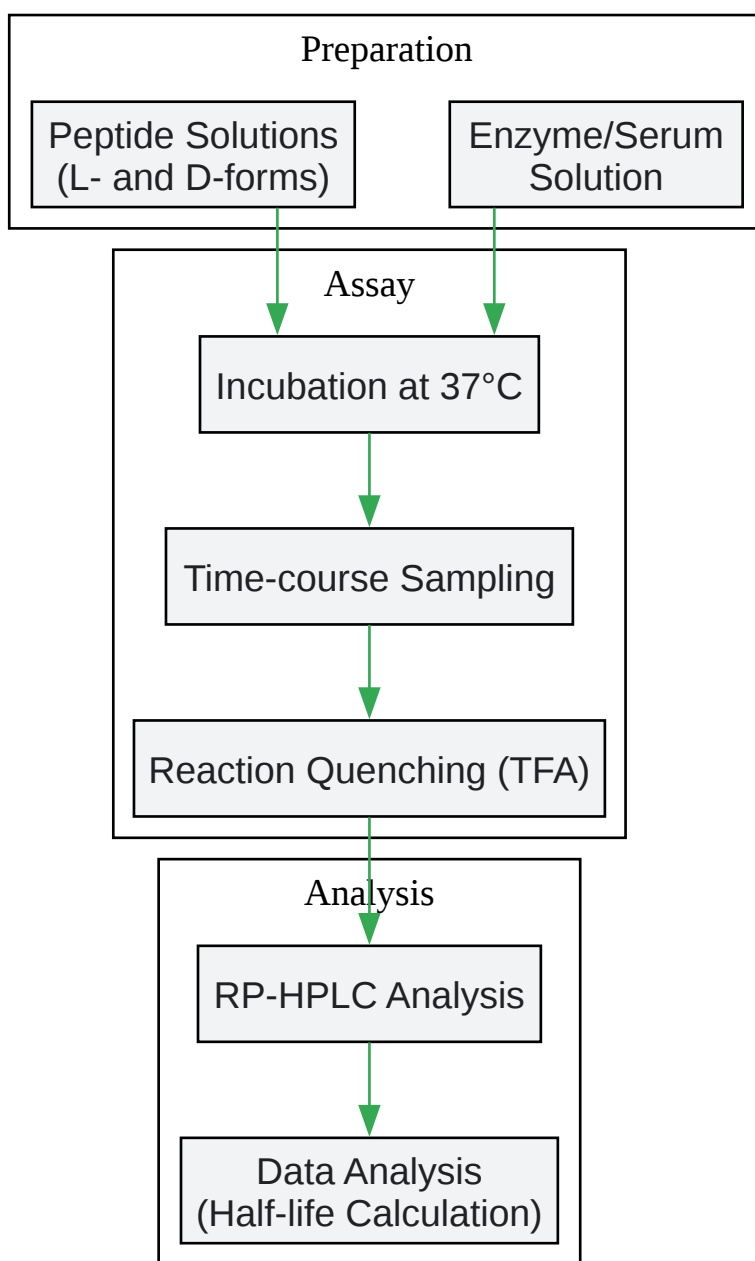 Preparation
Peptide Solutions
(L- and D-forms)
Enzyme/Serum
Solution
Assay
Incubation at 37°C
Time-course Sampling
Reaction Quenching (TFA)
Analysis
RP-HPLC Analysis
Data Analysis
(Half-life Calculation)